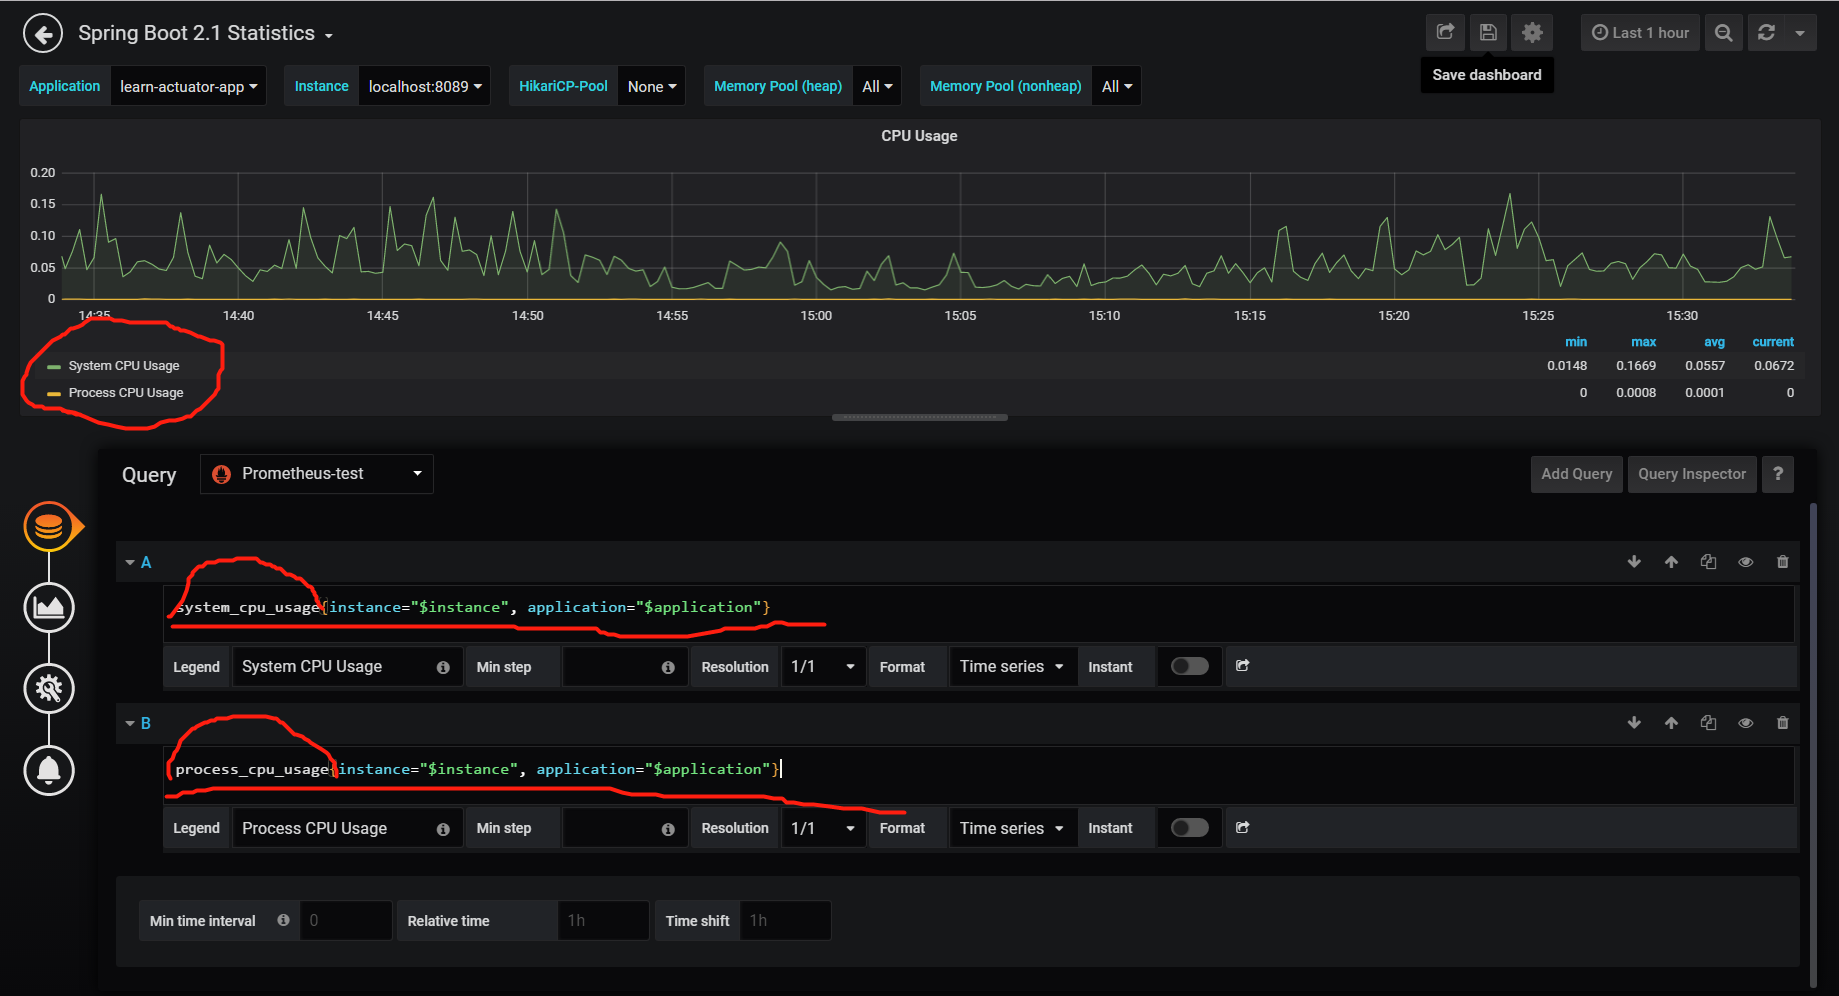 Spring Boot 2.1 Statistics
Last 1 hour
Save dashboard
Application learn-actuator-app Instance localhost:8089 HikariCP-Pool None Memory Pool (heap) All Memory Pool (nonheap) All
CPU Usage
0.20
0.15
0.10
0.05
0
14:35 14:40 14:45 14:50 14:55 15:00 15:05 15:10 15:15 15:20 15:25 15:30
min max avg current
System CPU Usage 0.0148 0.1669 0.0557 0.0672
Process CPU Usage 0 0.0008 0.0001 0
Query Prometheus-test Add Query Query Inspector ?
A
system_cpu_usage{instance="$instance", application="$application"}
Legend System CPU Usage Min step Resolution 1/1 Format Time series Instant
B
process_cpu_usage{instance="$instance", application="$application"}
Legend Process CPU Usage Min step Resolution 1/1 Format Time series Instant
Min time interval 0 Relative time 1h Time shift 1h